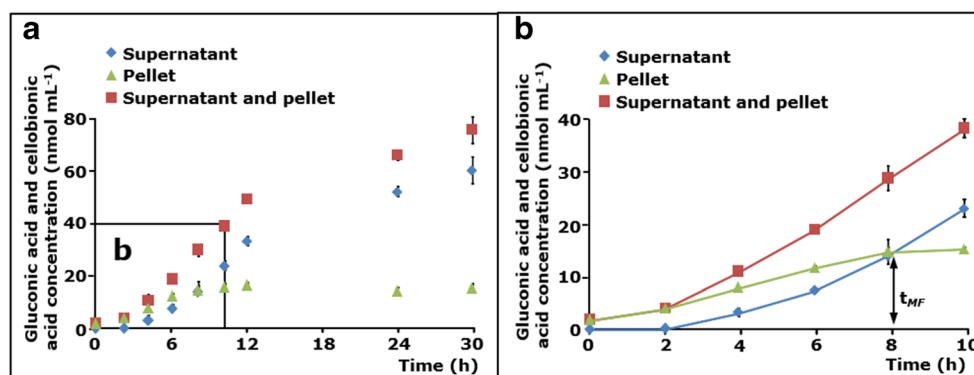 a
Supernatant
Pellet
Supernatant and pellet
Gluconic acid and cellobionic
acid concentration (nmol mL⁻¹)
80
60
40
20
0
b
0 6 12 18 24 30
Time (h)
b
Supernatant
Pellet
Supernatant and pellet
Gluconic acid and cellobionic
acid concentration (nmol mL⁻¹)
40
30
20
10
0
tMF
0 2 4 6 8 10
Time (h)